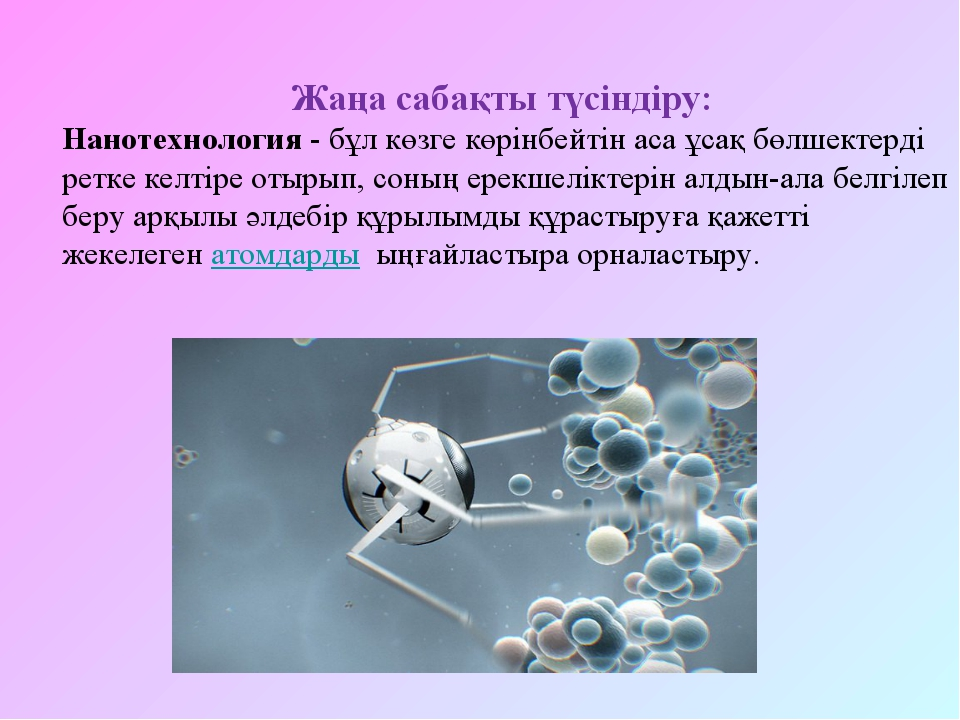 Жаңа сабақты түсіндіру:
Нанотехнология - бұл көзге көрінбейтін аса ұсақ бөлшектерді
ретке келтіре отырып, соның ерекшеліктерін алдын-ала белгілеп
беру арқылы әлдебір құрылымды құрастыруға қажетті
жекелеген атомдарды  ыңғайластыра орналастыру.